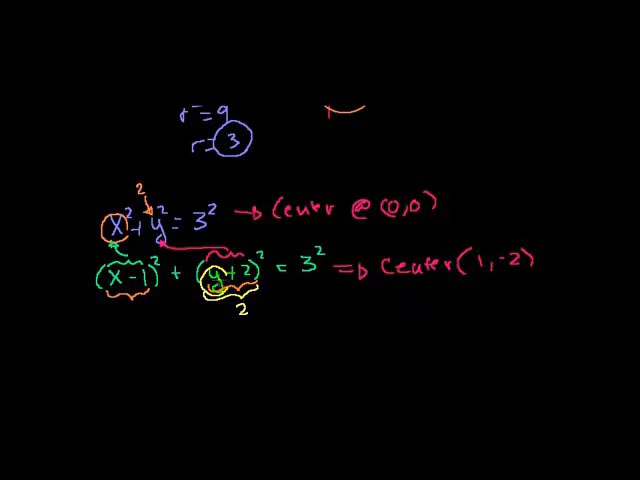 r² = 9
r = 3
2
x² + y² = 3² → Center @ (0,0)
(x - 1)² + (y + 2)² = 3² ⇒ Center (1, -2)
2